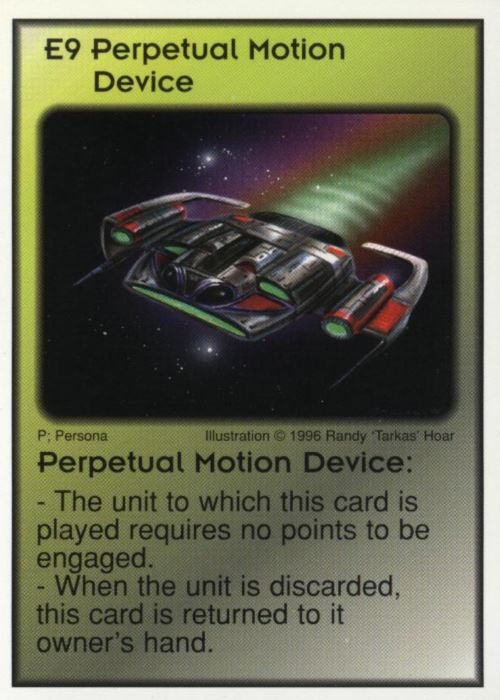 E9 Perpetual Motion
Device
P; Persona
Illustration © 1996 Randy 'Tarkas' Hoar
Perpetual Motion Device:
- The unit to which this card is
played requires no points to be
engaged.
- When the unit is discarded,
this card is returned to it
owner's hand.